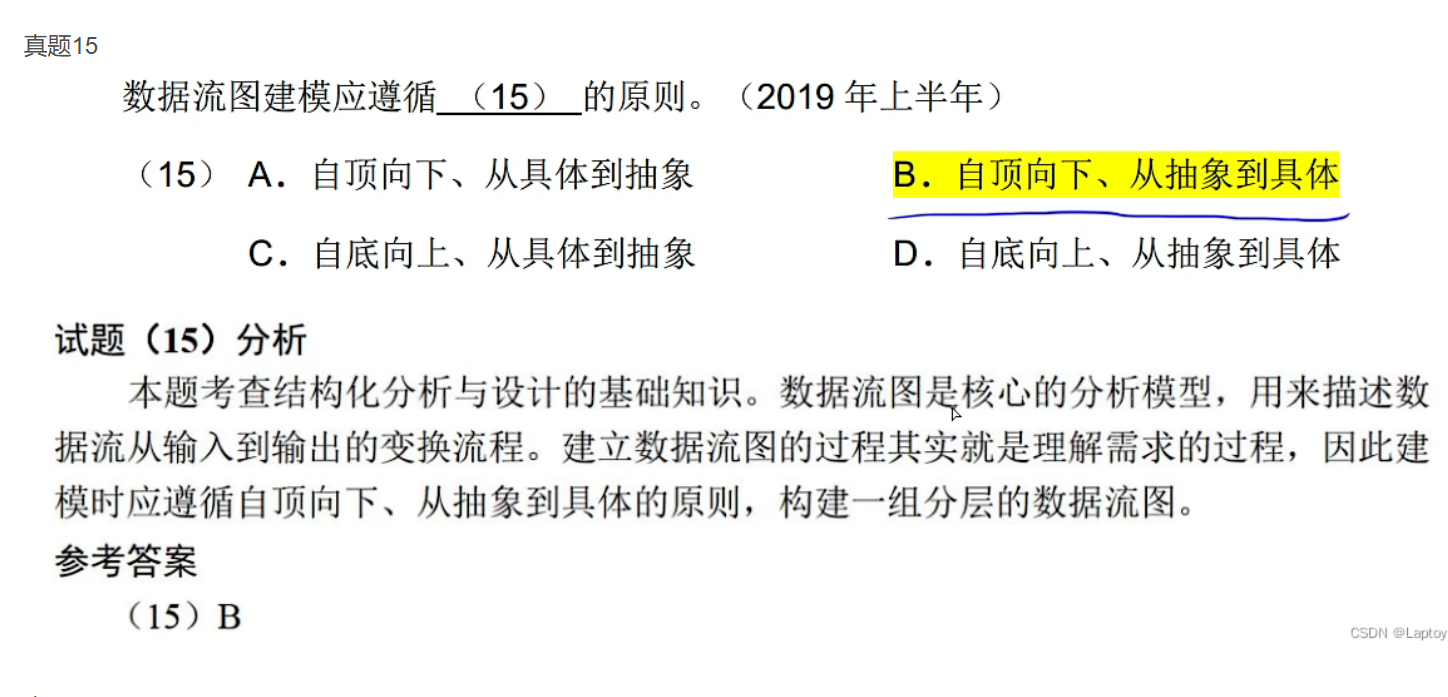 真题15
数据流图建模应遵循 （15） 的原则。（2019 年上半年）
（15） A．自顶向下、从具体到抽象 B．自顶向下、从抽象到具体
C．自底向上、从具体到抽象 D．自底向上、从抽象到具体
试题（15）分析
本题考查结构化分析与设计的基础知识。数据流图是核心的分析模型，用来描述数
据流从输入到输出的变换流程。建立数据流图的过程其实就是理解需求的过程，因此建
模时应遵循自顶向下、从抽象到具体的原则，构建一组分层的数据流图。
参考答案
（15）B
CSDN @Laptoy